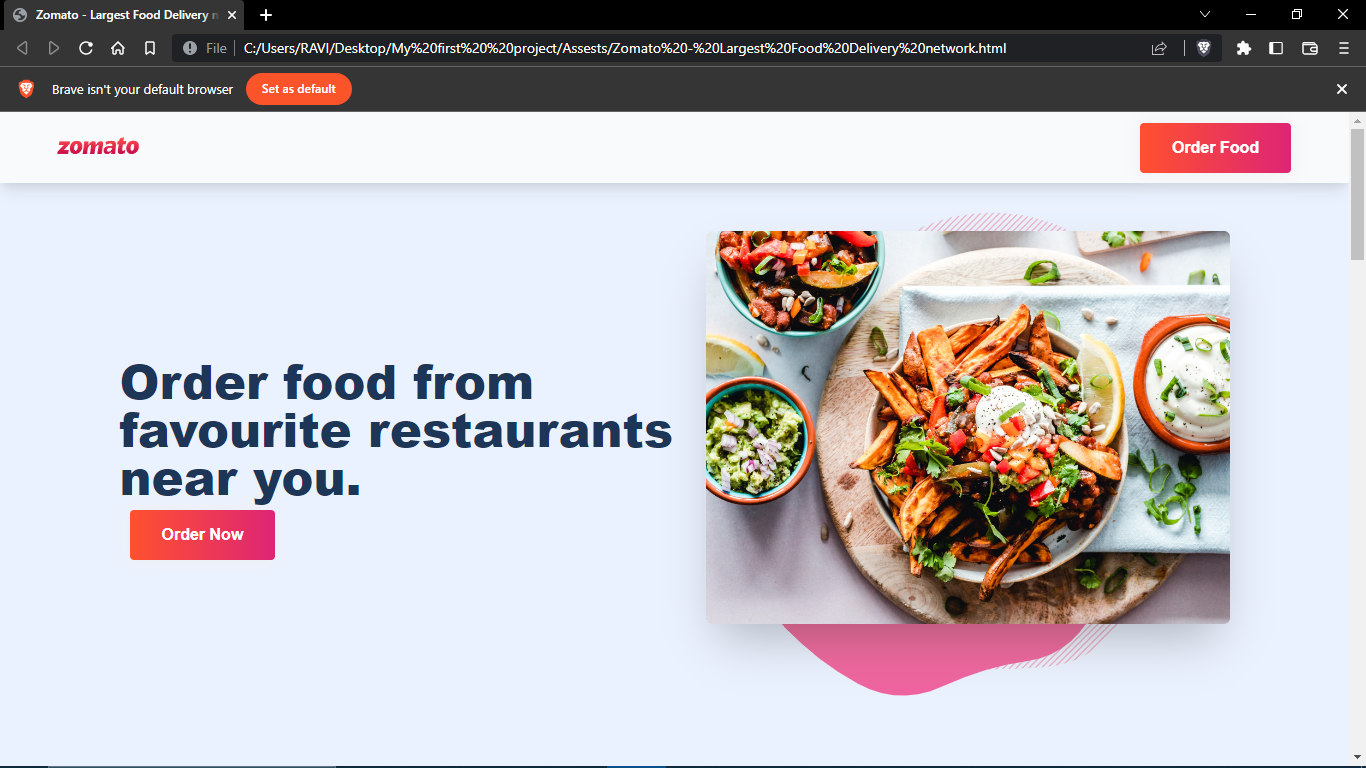 Zomato - Largest Food Delivery n
File
C:/Users/RAVI/Desktop/My%20first%20%20project/Assests/Zomato%20-%20Largest%20Food%20Delivery%20network.html
Brave isn't your default browser
Set as default
zomato
Order Food
Order food from
favourite restaurants
near you.
Order Now